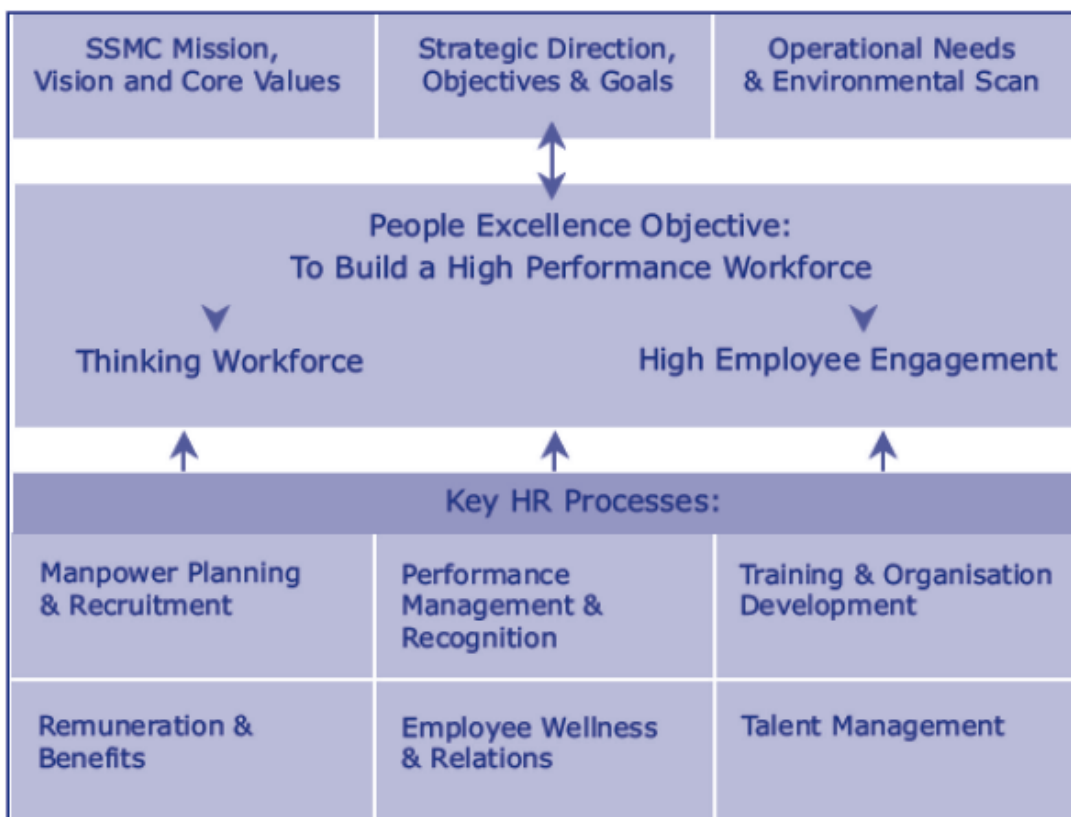 SSMC Mission,
Vision and Core Values
Strategic Direction,
Objectives & Goals
Operational Needs
& Environmental Scan
People Excellence Objective:
To Build a High Performance Workforce
Thinking Workforce
High Employee Engagement
Key HR Processes:
Manpower Planning
& Recruitment
Performance
Management &
Recognition
Training & Organisation
Development
Remuneration &
Benefits
Employee Wellness
& Relations
Talent Management